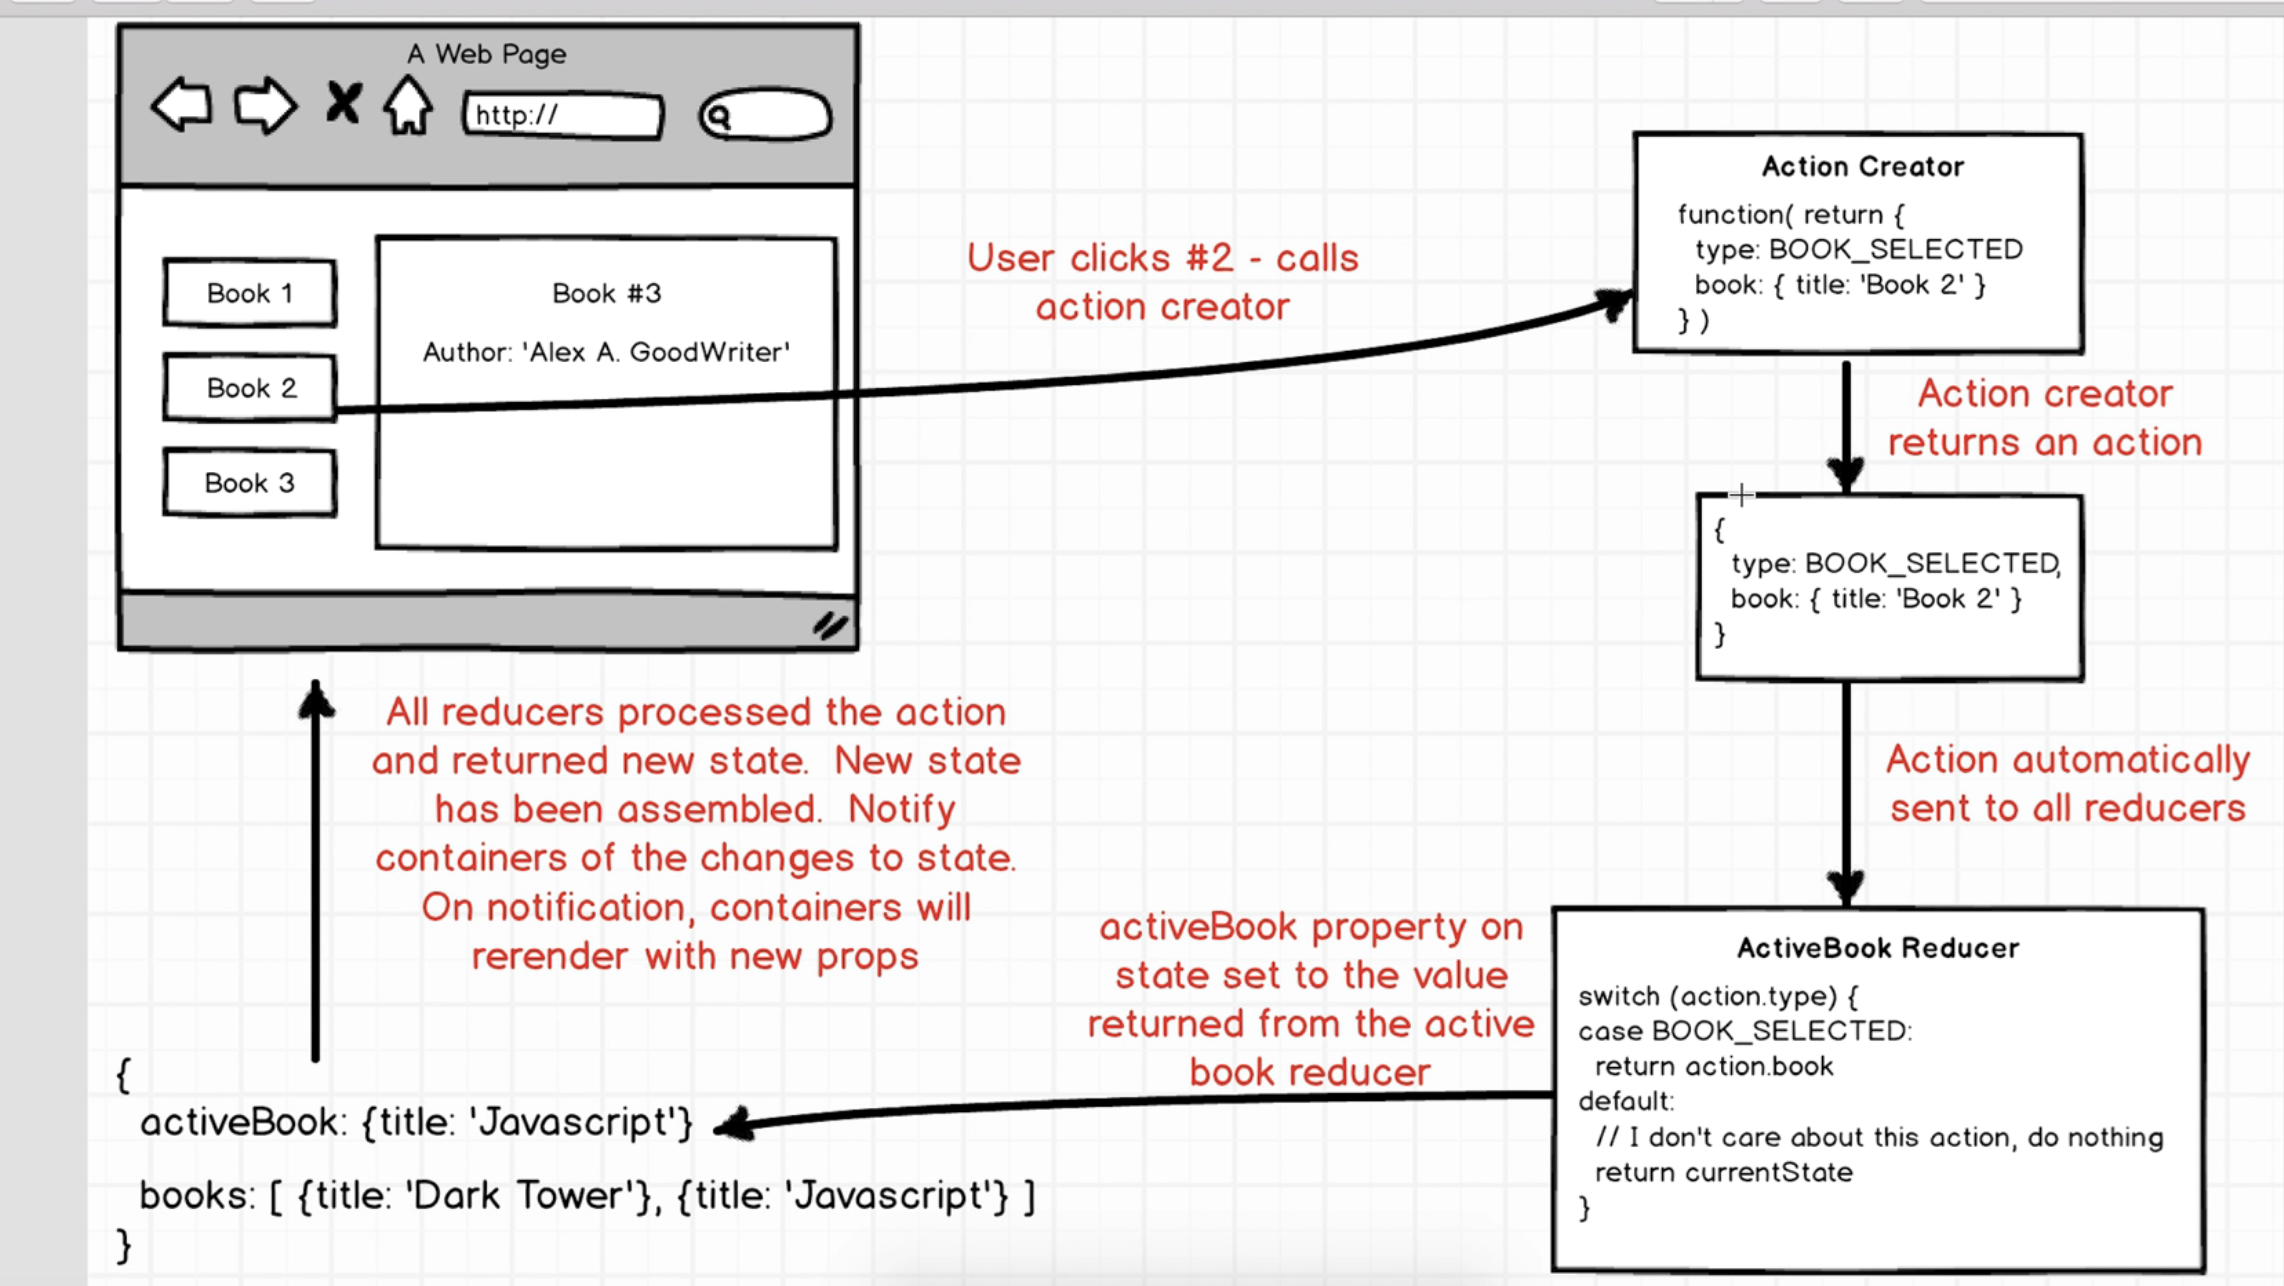 A Web Page
http://
Book 1
Book 2
Book 3
Book #3
Author: 'Alex A. GoodWriter'
User clicks #2 - calls
action creator
Action Creator
function( return {
type: BOOK_SELECTED
book: { title: 'Book 2' }
} )
Action creator
returns an action
{
type: BOOK_SELECTED,
book: { title: 'Book 2' }
}
Action automatically
sent to all reducers
ActiveBook Reducer
switch (action.type) {
case BOOK_SELECTED:
return action.book
default:
// I don't care about this action, do nothing
return currentState
}
activeBook property on
state set to the value
returned from the active
book reducer
{
activeBook: {title: 'Javascript'}
books: [ {title: 'Dark Tower'}, {title: 'Javascript'} ]
}
All reducers processed the action
and returned new state.  New state
has been assembled.  Notify
containers of the changes to state.
On notification, containers will
rerender with new props